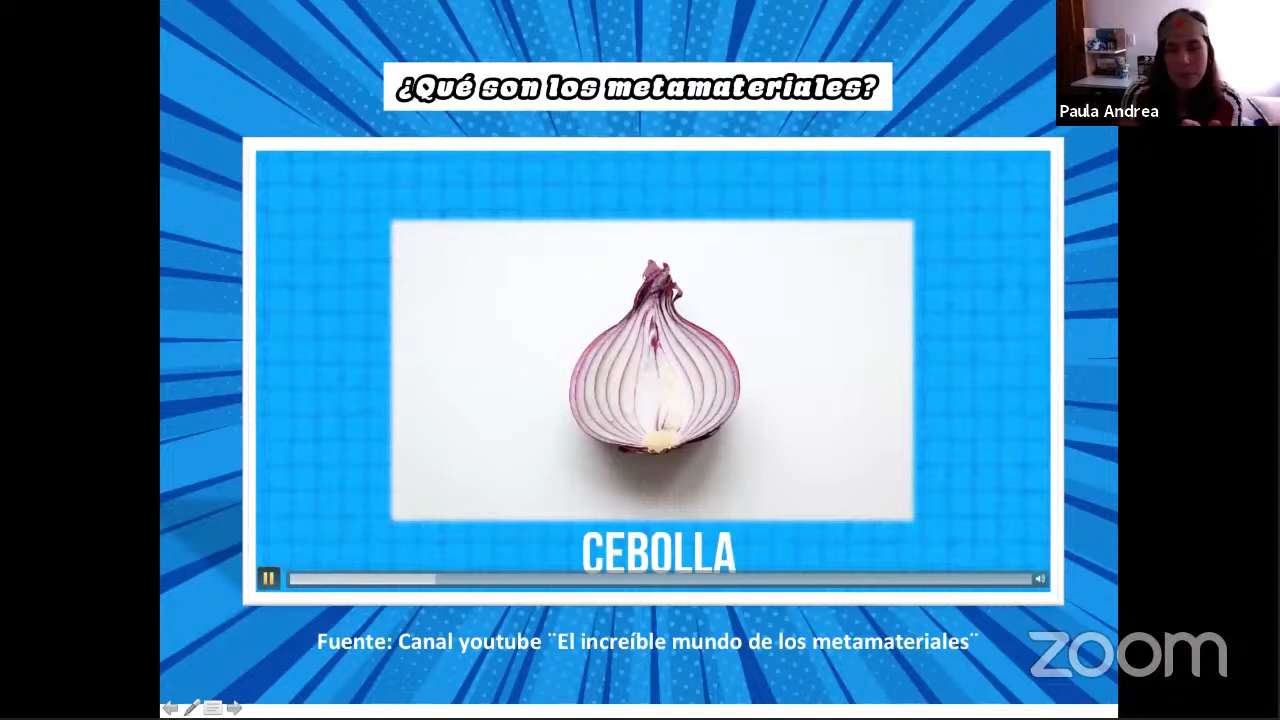 ¿Qué son los metamateriales?
Paula Andrea
CEBOLLA
Fuente: Canal youtube ¨El increíble mundo de los metamateriales¨
zoom